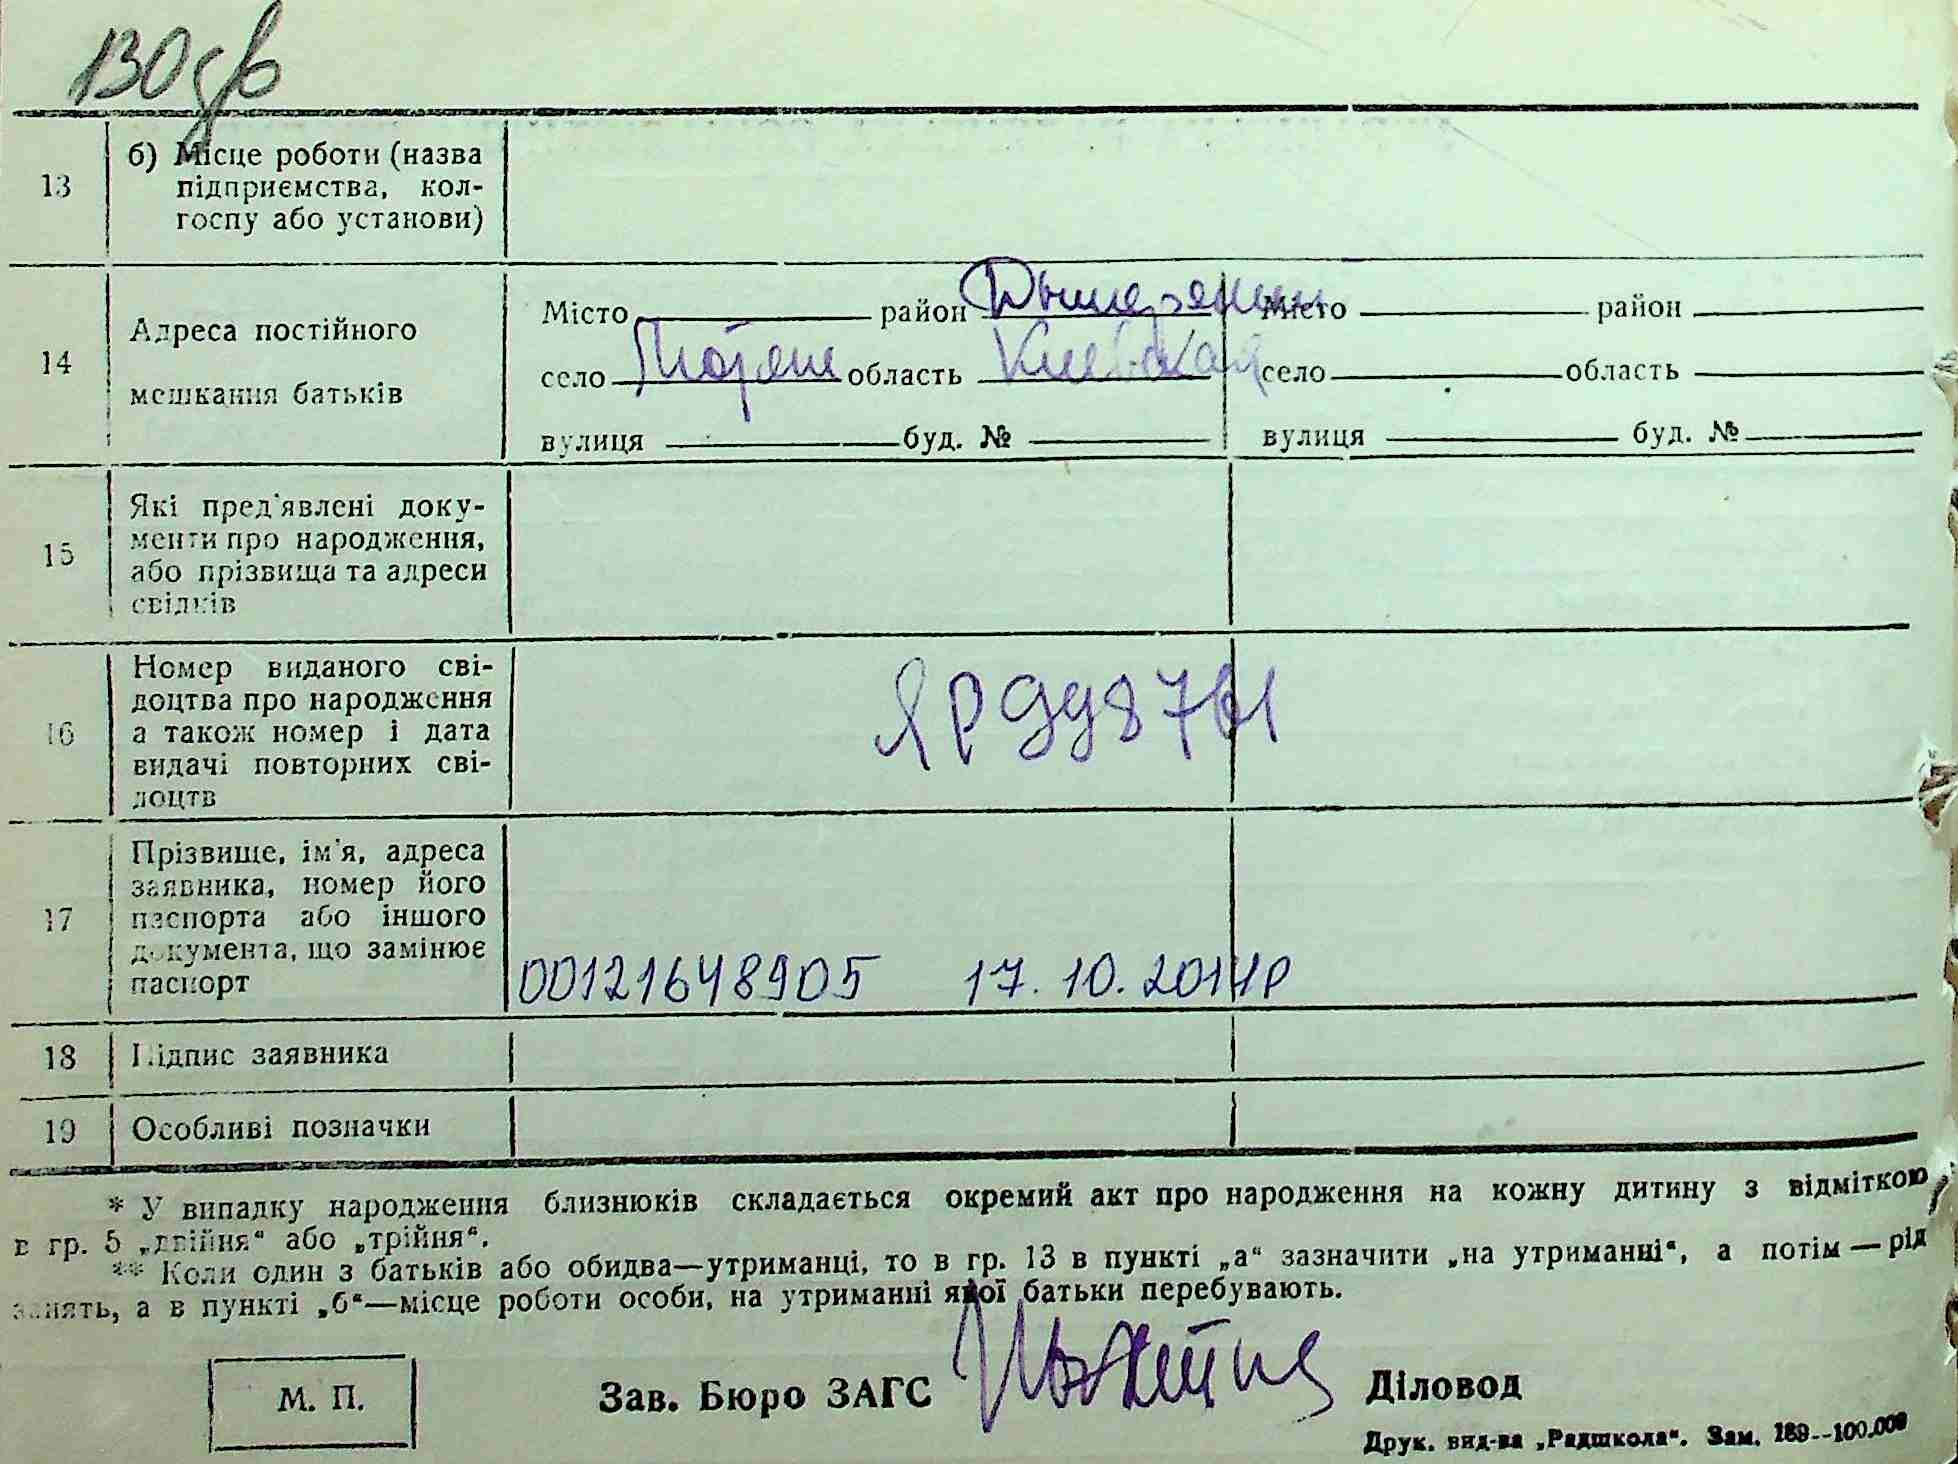 130
13
б) Місце роботи (назва
підприємства, кол-
госпу або установи)
14
Адреса постійного
мешкання батьків
Місто район Місто район
село область Киевская село область
вулиця буд. № вулиця буд. №
15
Які пред'явлені доку-
менти про народження,
або прізвища та адреси
свідків
16
Номер виданого сві-
доцтва про народження
а також номер і дата
видачі повторних сві-
доцтв
ЯР 998761
17
Прізвище, ім'я, адреса
заявника, номер його
паспорта або іншого
документа, що замінює
паспорт
00121648905 17.10.2014р
18 Підпис заявника
19 Особливі позначки
* У випадку народження близнюків складається окремий акт про народження на кожну дитину з відміткою
в гр. 5 „двійня“ або „трійня“.
** Коли один з батьків або обидва—утриманці, то в гр. 13 в пункті „а“ зазначити „на утриманні“, а потім—рід
занять, а в пункті „б“—місце роботи особи, на утриманні якої батьки перебувають.
М. П. Зав. Бюро ЗАГС Діловод
Друк. вид-ва „Радшкола“. Зам. 189--100.000